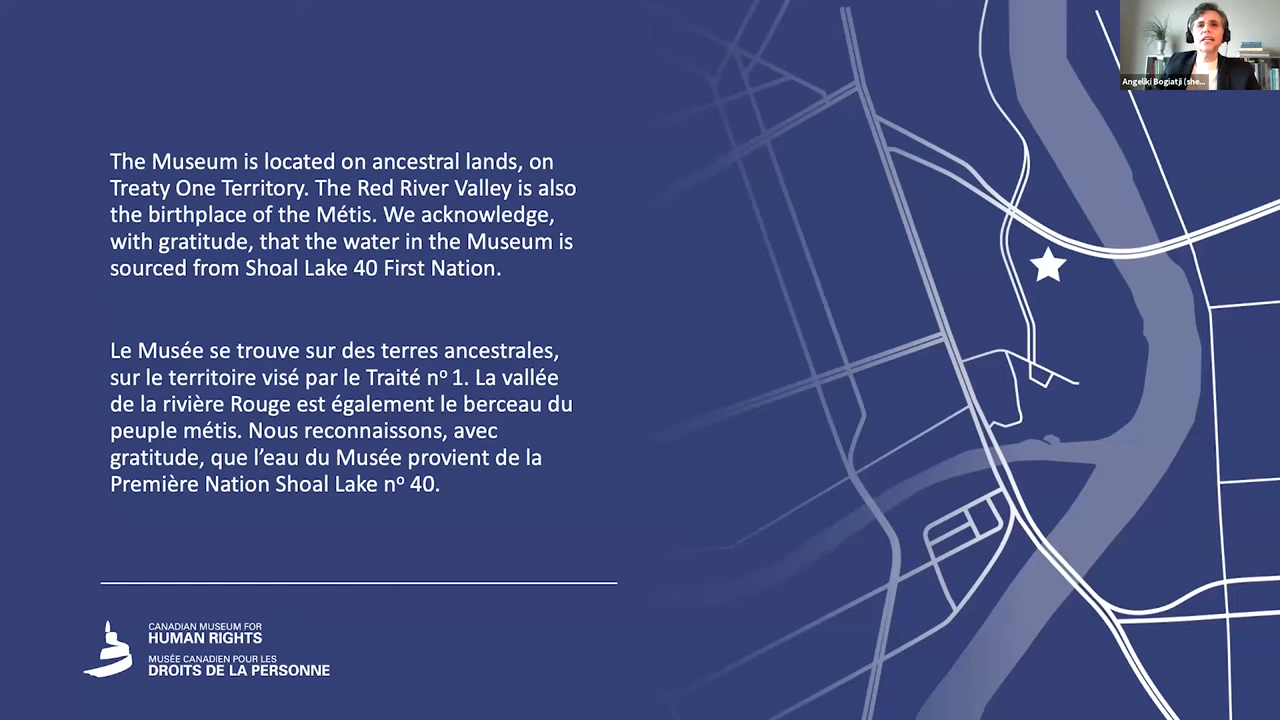 Angeliki Bogiatji (she...
The Museum is located on ancestral lands, on
Treaty One Territory. The Red River Valley is also
the birthplace of the Métis. We acknowledge,
with gratitude, that the water in the Museum is
sourced from Shoal Lake 40 First Nation.
Le Musée se trouve sur des terres ancestrales,
sur le territoire visé par le Traité nº 1. La vallée
de la rivière Rouge est également le berceau du
peuple métis. Nous reconnaissons, avec
gratitude, que l’eau du Musée provient de la
Première Nation Shoal Lake nº 40.
CANADIAN MUSEUM FOR
HUMAN RIGHTS
MUSÉE CANADIEN POUR LES
DROITS DE LA PERSONNE